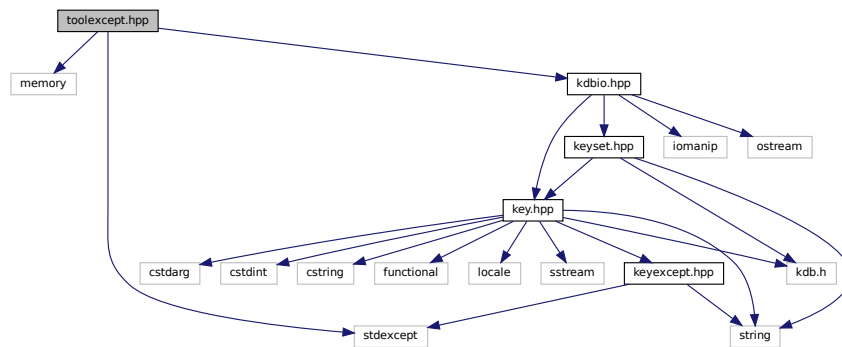 toolexcept.hpp
memory
kdbio.hpp
keyset.hpp
iomanip
ostream
key.hpp
cstdarg
cstdint
cstring
functional
locale
sstream
keyexcept.hpp
kdb.h
stdexcept
string